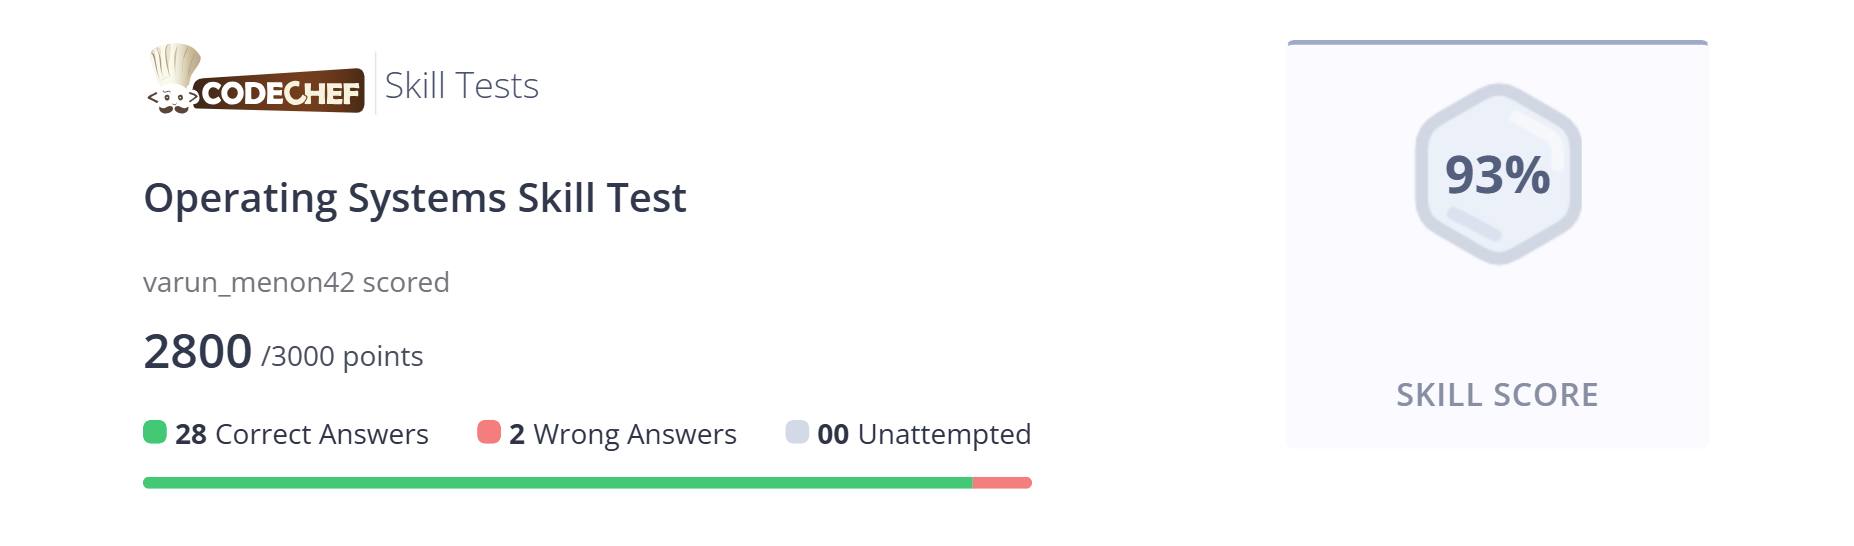 CODECHEF Skill Tests
Operating Systems Skill Test
varun_menon42 scored
2800 /3000 points
28 Correct Answers 2 Wrong Answers 00 Unattempted
93%
SKILL SCORE